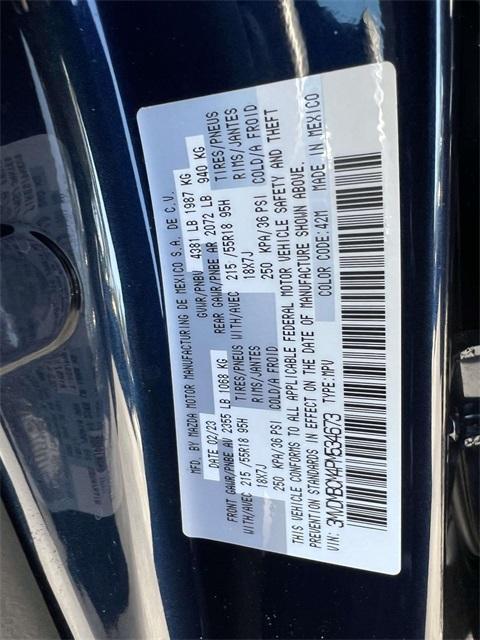 MFD. BY MAZDA MOTOR MANUFACTURING DE MEXICO S.A. DE C.V.
DATE 02/23 GVWR/PNBV 4381 LB 1987 KG
FRONT GAWR/PNBE AV 2355 LB 1068 KG REAR GAWR/PNBE AR 2072 LB 940 KG
WITH/AVEC 215 /55R18 95H TIRES/PNEUS WITH/AVEC 215 /55R18 95H TIRES/PNEUS
18X7J RIMS/JANTES 18X7J RIMS/JANTES
250 KPA/36 PSI COLD/A FROID 250 KPA/36 PSI COLD/A FROID
THIS VEHICLE CONFORMS TO ALL APPLICABLE FEDERAL MOTOR VEHICLE SAFETY AND THEFT
PREVENTION STANDARDS IN EFFECT ON THE DATE OF MANUFACTURE SHOWN ABOVE.
VIN: 3MVDMBCM4PM534673 TYPE: MPV COLOR CODE: 42M MADE IN MEXICO